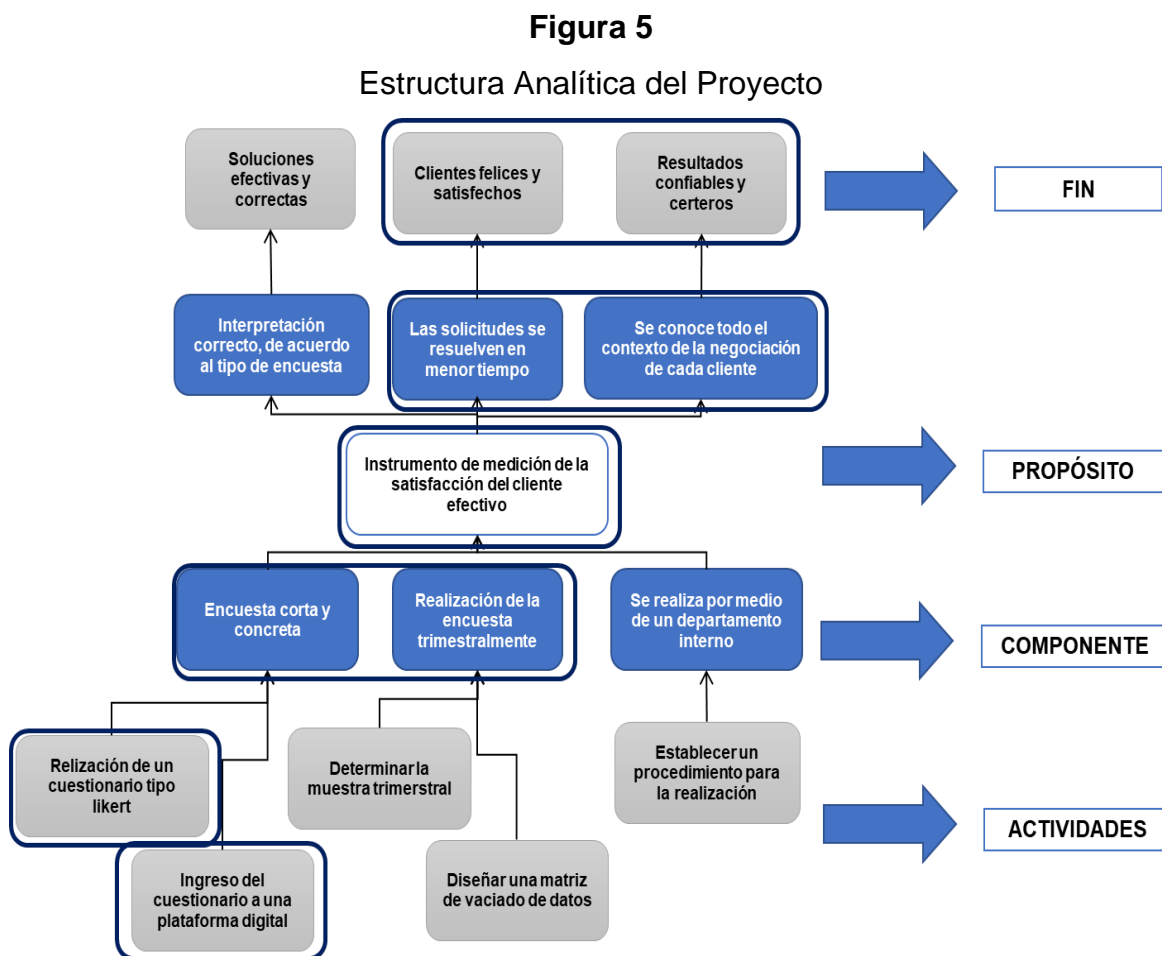 Figura 5
Estructura Analítica del Proyecto
Soluciones
efectivas y
correctas
Clientes felices y
satisfechos
Resultados
confiables y
certeros
FIN
Interpretación
correcto, de acuerdo
al tipo de encuesta
Las solicitudes se
resuelven en
menor tiempo
Se conoce todo el
contexto de la negociación
de cada cliente
Instrumento de medición de la
satisfacción del cliente
efectivo
PROPÓSITO
Encuesta corta y
concreta
Realización de la
encuesta
trimestralmente
Se realiza por medio
de un departamento
interno
COMPONENTE
Relización de un
cuestionario tipo
likert
Determinar la
muestra trimerstral
Establecer un
procedimiento para
la realización
ACTIVIDADES
Ingreso del
cuestionario a una
plataforma digital
Diseñar una matriz
de vaciado de datos